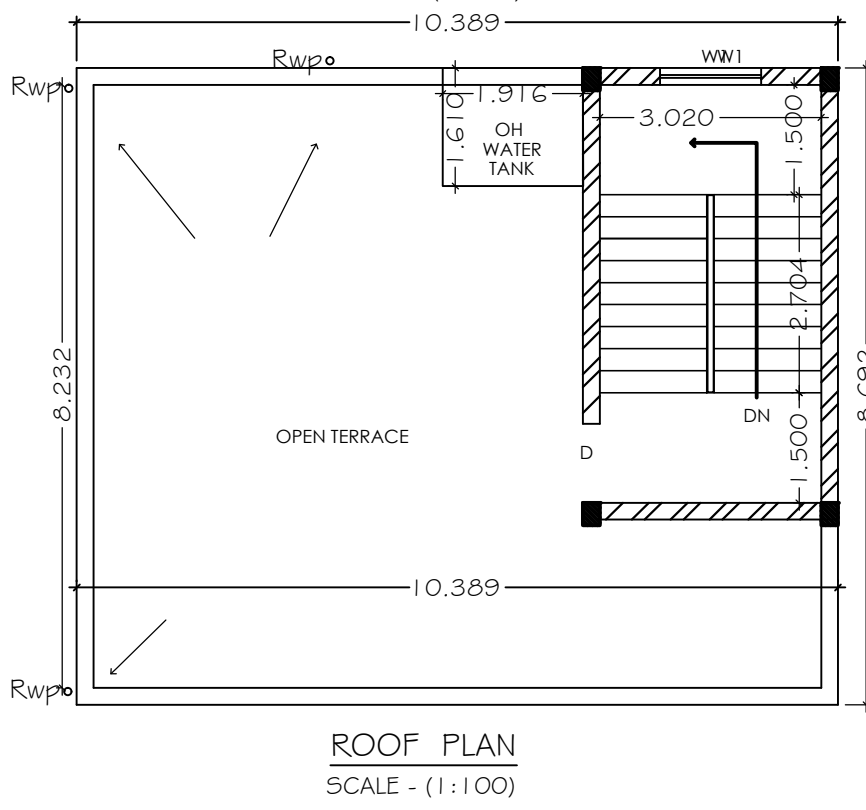 10.389
Rwp
WW1
Rwp
1.916
1.610
OH
WATER
TANK
3.020
1.500
2.704
8.232
DN
OPEN TERRACE
D
1.500
10.389
Rwp
ROOF PLAN
SCALE - (1:100)